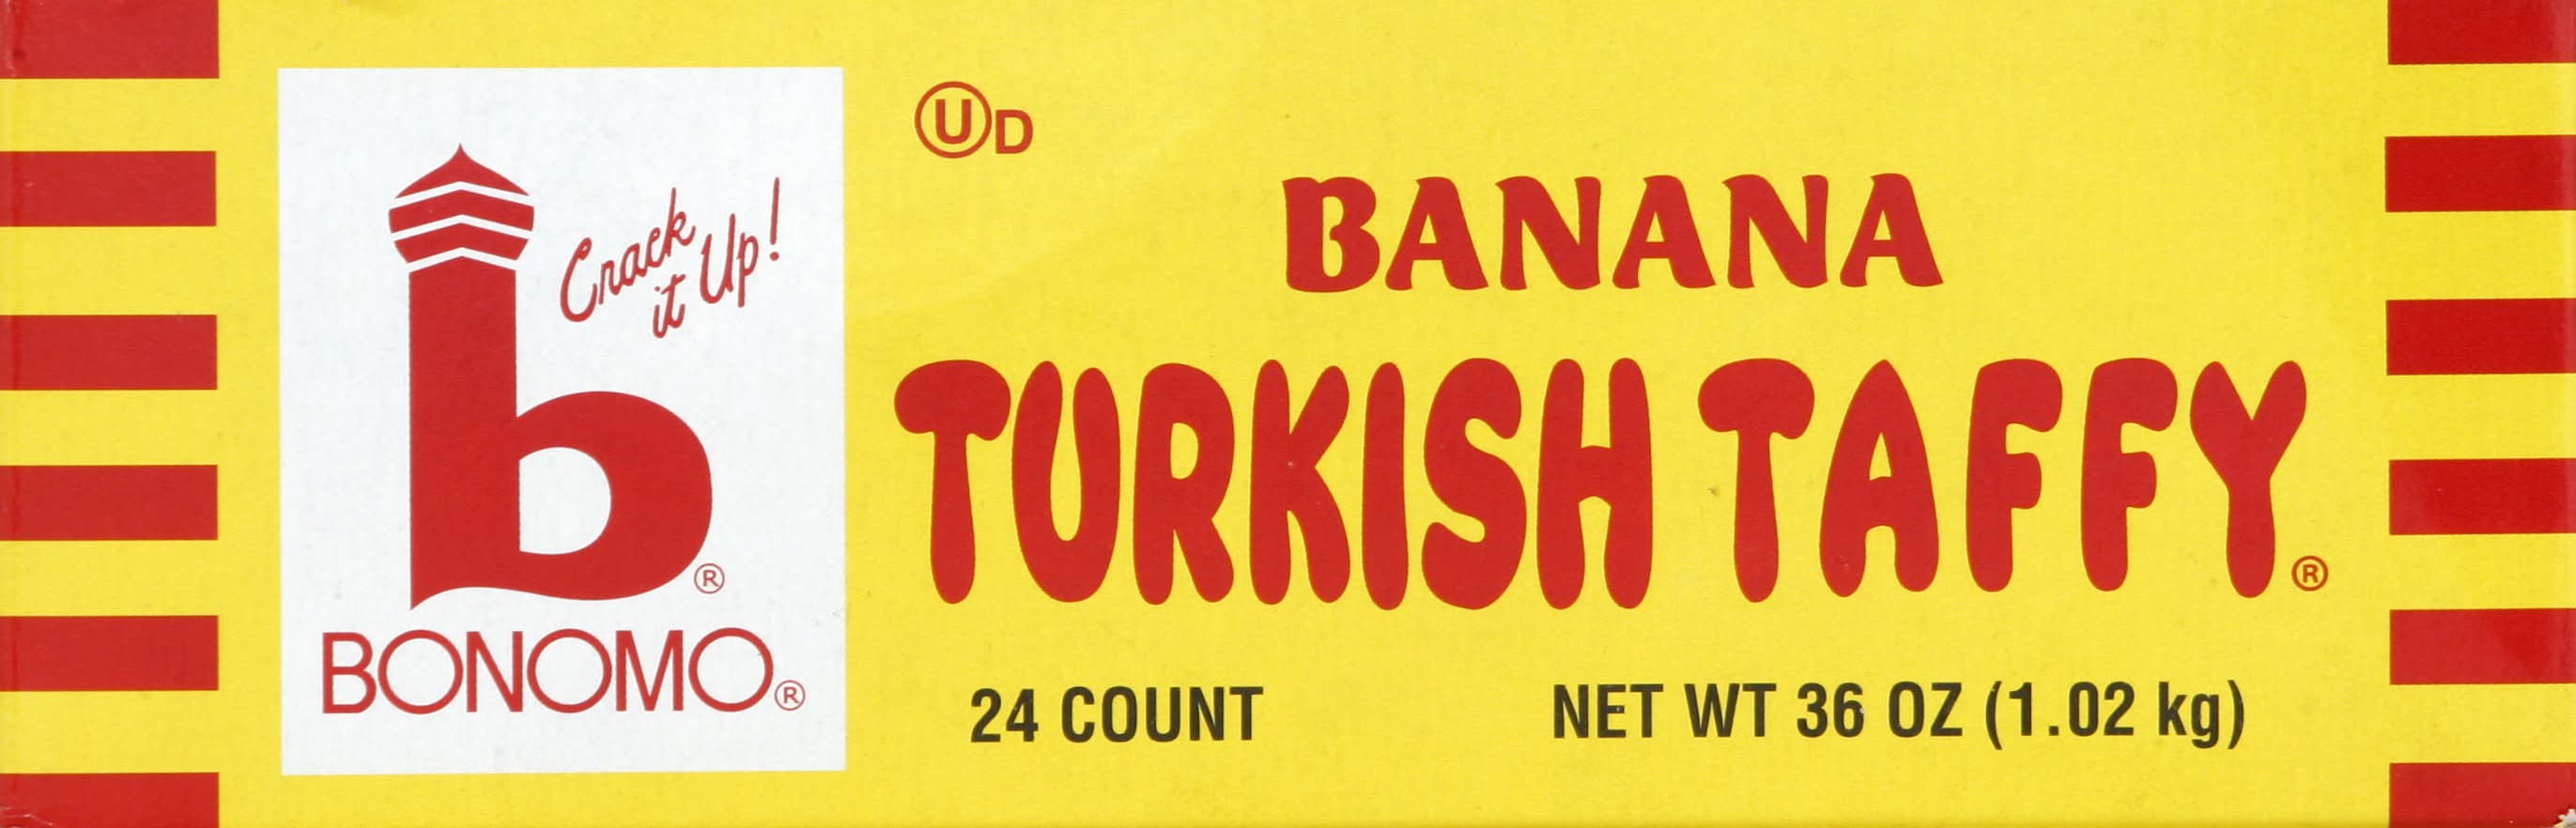 Crack
it Up!
b®
BONOMO®
ⓊD
BANANA
TURKISH TAFFY®
24 COUNT
NET WT 36 OZ (1.02 kg)